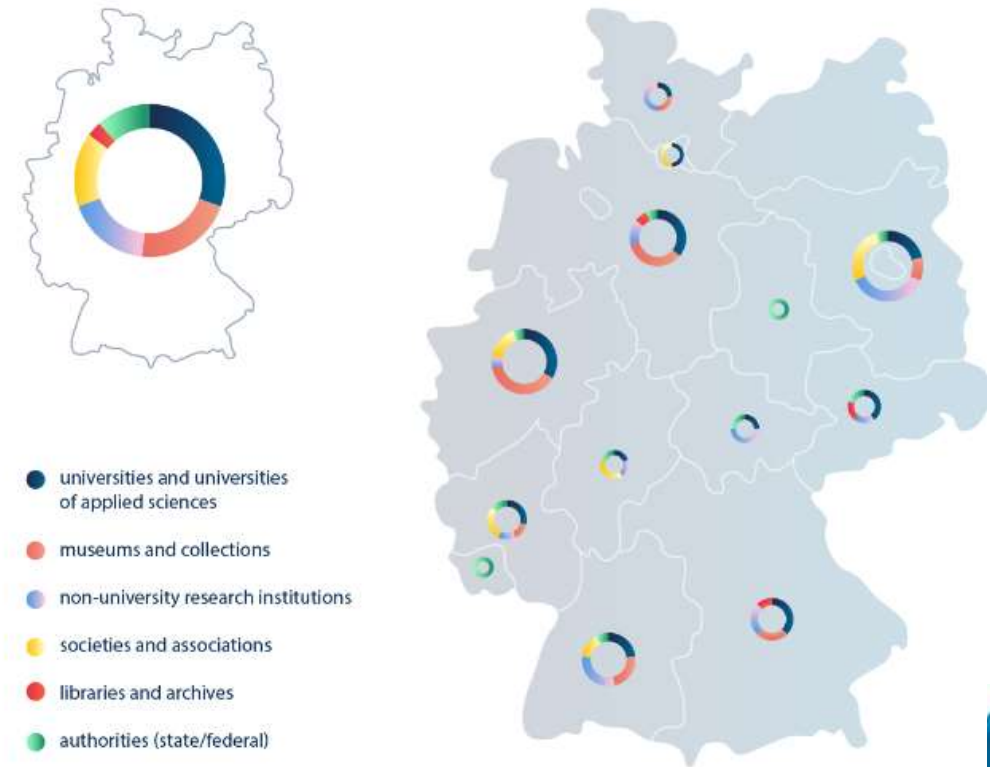 universities and universities
of applied sciences
museums and collections
non-university research institutions
societies and associations
libraries and archives
authorities (state/federal)